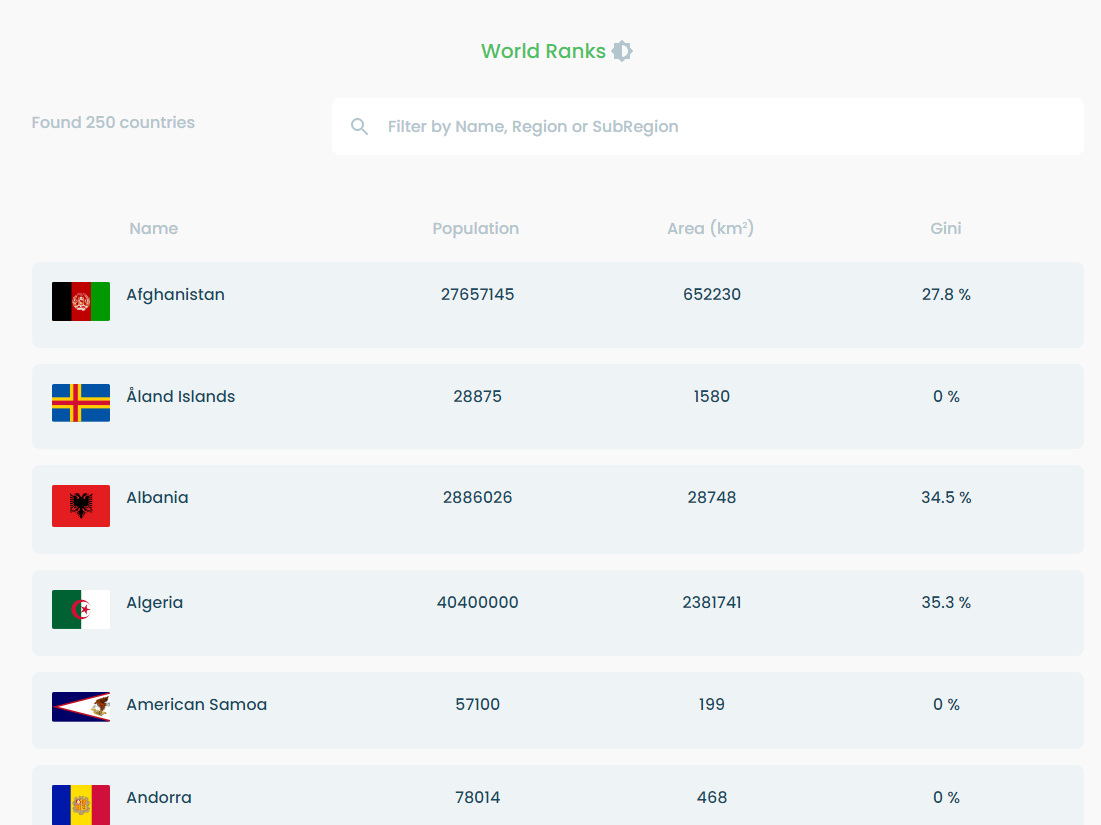 World Ranks
Found 250 countries
Filter by Name, Region or SubRegion
Name Population Area (km²) Gini
Afghanistan 27657145 652230 27.8 %
Åland Islands 28875 1580 0 %
Albania 2886026 28748 34.5 %
Algeria 40400000 2381741 35.3 %
American Samoa 57100 199 0 %
Andorra 78014 468 0 %